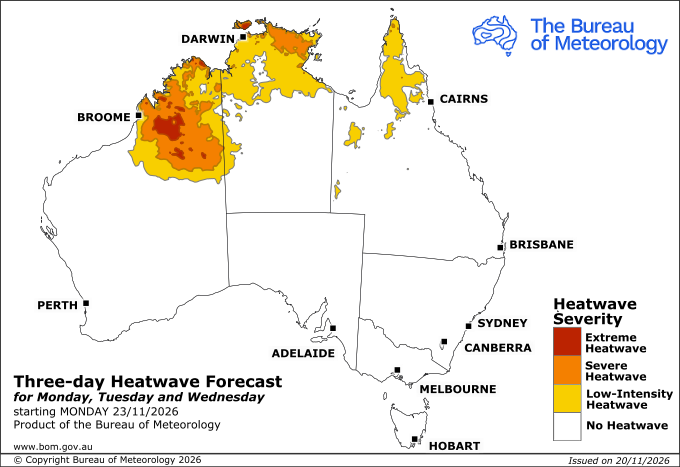 The Bureau
of Meteorology
DARWIN
CAIRNS
BROOME
BRISBANE
PERTH
SYDNEY
CANBERRA
ADELAIDE
MELBOURNE
HOBART
Heatwave
Severity
Extreme
Heatwave
Severe
Heatwave
Low-Intensity
Heatwave
No Heatwave
Three-day Heatwave Forecast
for Monday, Tuesday and Wednesday
starting MONDAY 23/11/2026
Product of the Bureau of Meteorology
www.bom.gov.au
© Copyright Bureau of Meteorology 2026
Issued on 20/11/2026